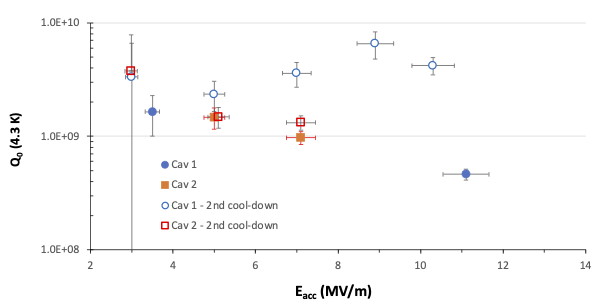 1.0E+10
1.0E+09
1.0E+08
Q0 (4.3 K)
Cav 1
Cav 2
Cav 1 - 2nd cool-down
Cav 2 - 2nd cool-down
2 4 6 8 10 12 14
Eacc (MV/m)